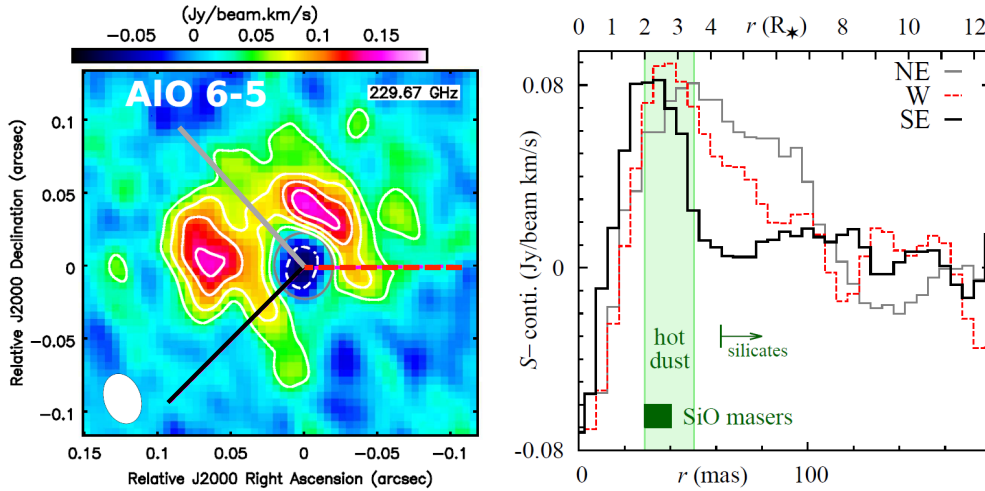 (Jy/beam.km/s)
−0.05 0 0.05 0.1 0.15
AlO 6-5
229.67 GHz
Relative J2000 Declination (arcsec)
0.1
0.05
0
−0.05
−0.1
0.15 0.1 0.05 0 −0.05 −0.1
Relative J2000 Right Ascension (arcsec)
0 1 2 3 4 r (R★) 8 10 12
S− conti. (Jy/beam km/s)
0.08
0
-0.08
NE
W
SE
hot
dust
silicates
SiO masers
0 r (mas) 100